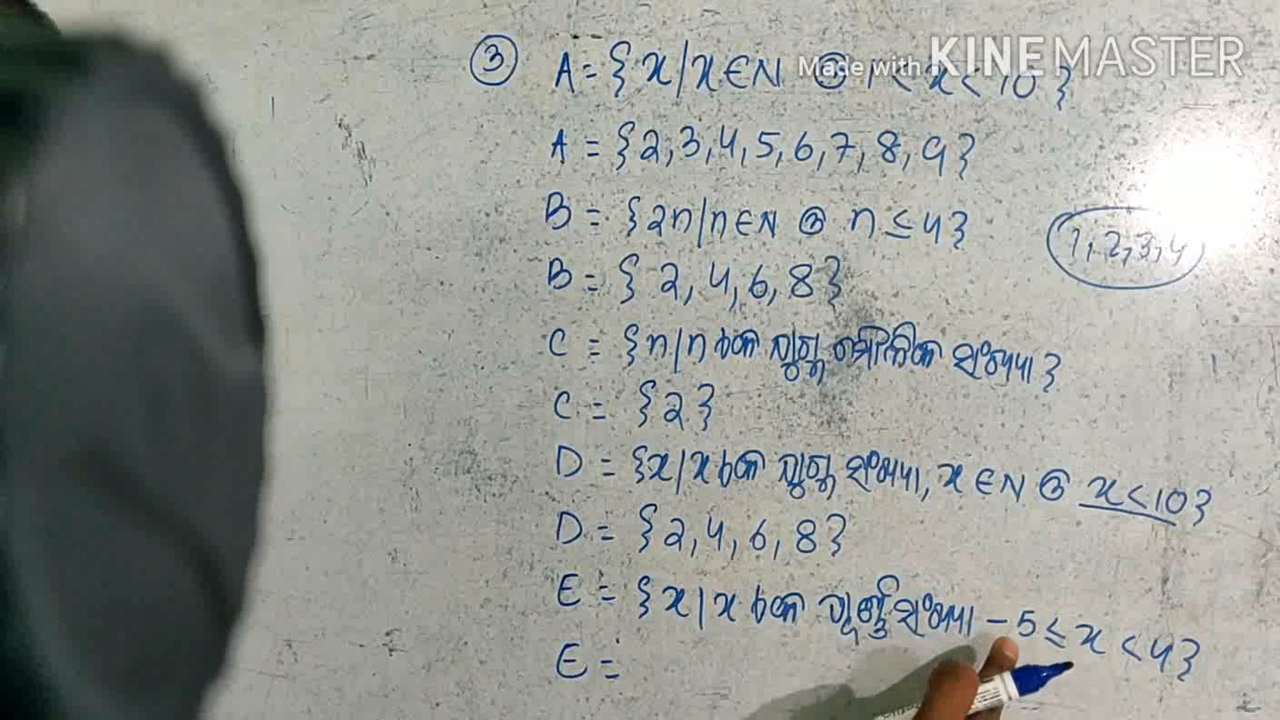 Made with KINEMASTER
③ A = {x/x∈N ଓ 1< x < 10}
A = {2,3,4,5,6,7,8,9}
B = {2n/n∈N ଓ n ≤ 4}
1,2,3,4
B = {2,4,6,8}
C = {n/n ଏକ ଯୁଗ୍ମ ମୌଳିକ ସଂଖ୍ୟା}
C = {2}
D = {x/x ଏକ ଯୁଗ୍ମ ସଂଖ୍ୟା, x∈N ଓ x<10}
D = {2,4,6,8}
E = {x/x ଏକ ପୂର୍ଣ୍ଣ ସଂଖ୍ୟା -5 ≤ x < 4}
E =